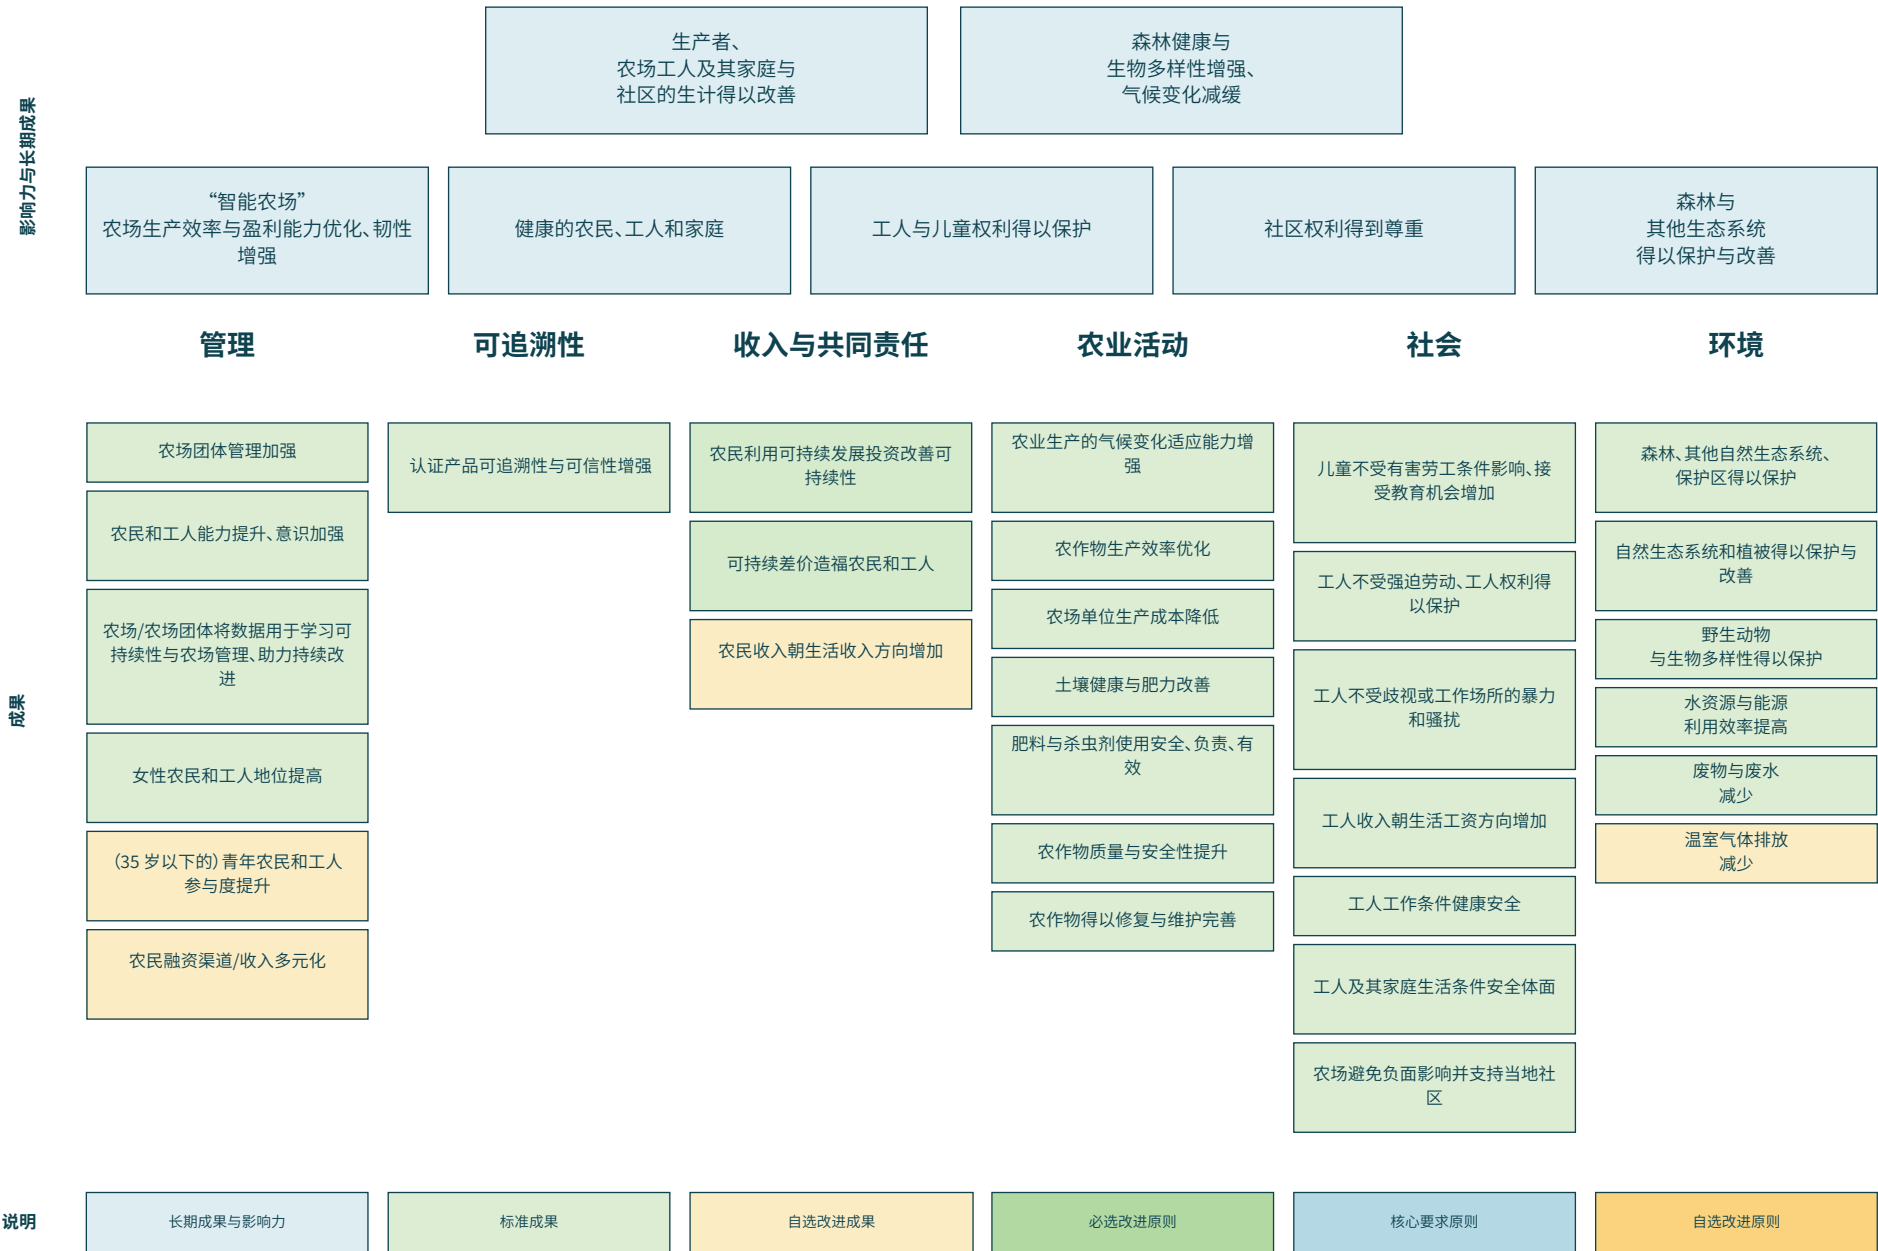 影响力与长期成果
生产者、
农场工人及其家庭与
社区的生计得以改善
森林健康与
生物多样性增强、
气候变化减缓
“智能农场”
农场生产效率与盈利能力优化、韧性
增强
健康的农民、工人和家庭
工人与儿童权利得以保护
社区权利得到尊重
森林与
其他生态系统
得以保护与改善
管理
可追溯性
收入与共同责任
农业活动
社会
环境
成果
农场团体管理加强
农民和工人能力提升、意识加强
农场/农场团体将数据用于学习可
持续性与农场管理、助力持续改
进
女性农民和工人地位提高
（35 岁以下的）青年农民和工人
参与度提升
农民融资渠道/收入多元化
认证产品可追溯性与可信性增强
农民利用可持续发展投资改善可
持续性
可持续差价造福农民和工人
农民收入朝生活收入方向增加
农业生产的气候变化适应能力增
强
农作物生产效率优化
农场单位生产成本降低
土壤健康与肥力改善
肥料与杀虫剂使用安全、负责、有
效
农作物质量与安全性提升
农作物得以修复与维护完善
儿童不受有害劳工条件影响、接
受教育机会增加
工人不受强迫劳动、工人权利得
以保护
工人不受歧视或工作场所的暴力
和骚扰
工人收入朝生活工资方向增加
工人工作条件健康安全
工人及其家庭生活条件安全体面
农场避免负面影响并支持当地社
区
森林、其他自然生态系统、
保护区得以保护
自然生态系统和植被得以保护与
改善
野生动物
与生物多样性得以保护
水资源与能源
利用效率提高
废物与废水
减少
温室气体排放
减少
说明
长期成果与影响力
标准成果
自选改进成果
必选改进原则
核心要求原则
自选改进原则